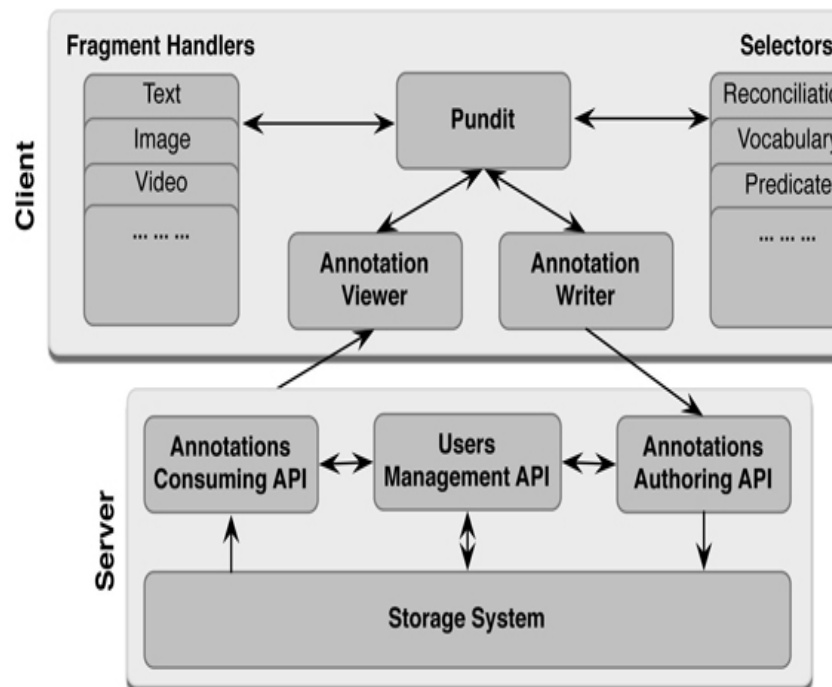 Fragment Handlers
Selectors
Text
Image
Video
... ... ...
Pundit
Reconciliatio
Vocabulary
Predicate
... ... ...
Client
Annotation
Viewer
Annotation
Writer
Annotations
Consuming API
Users
Management API
Annotations
Authoring API
Server
Storage System